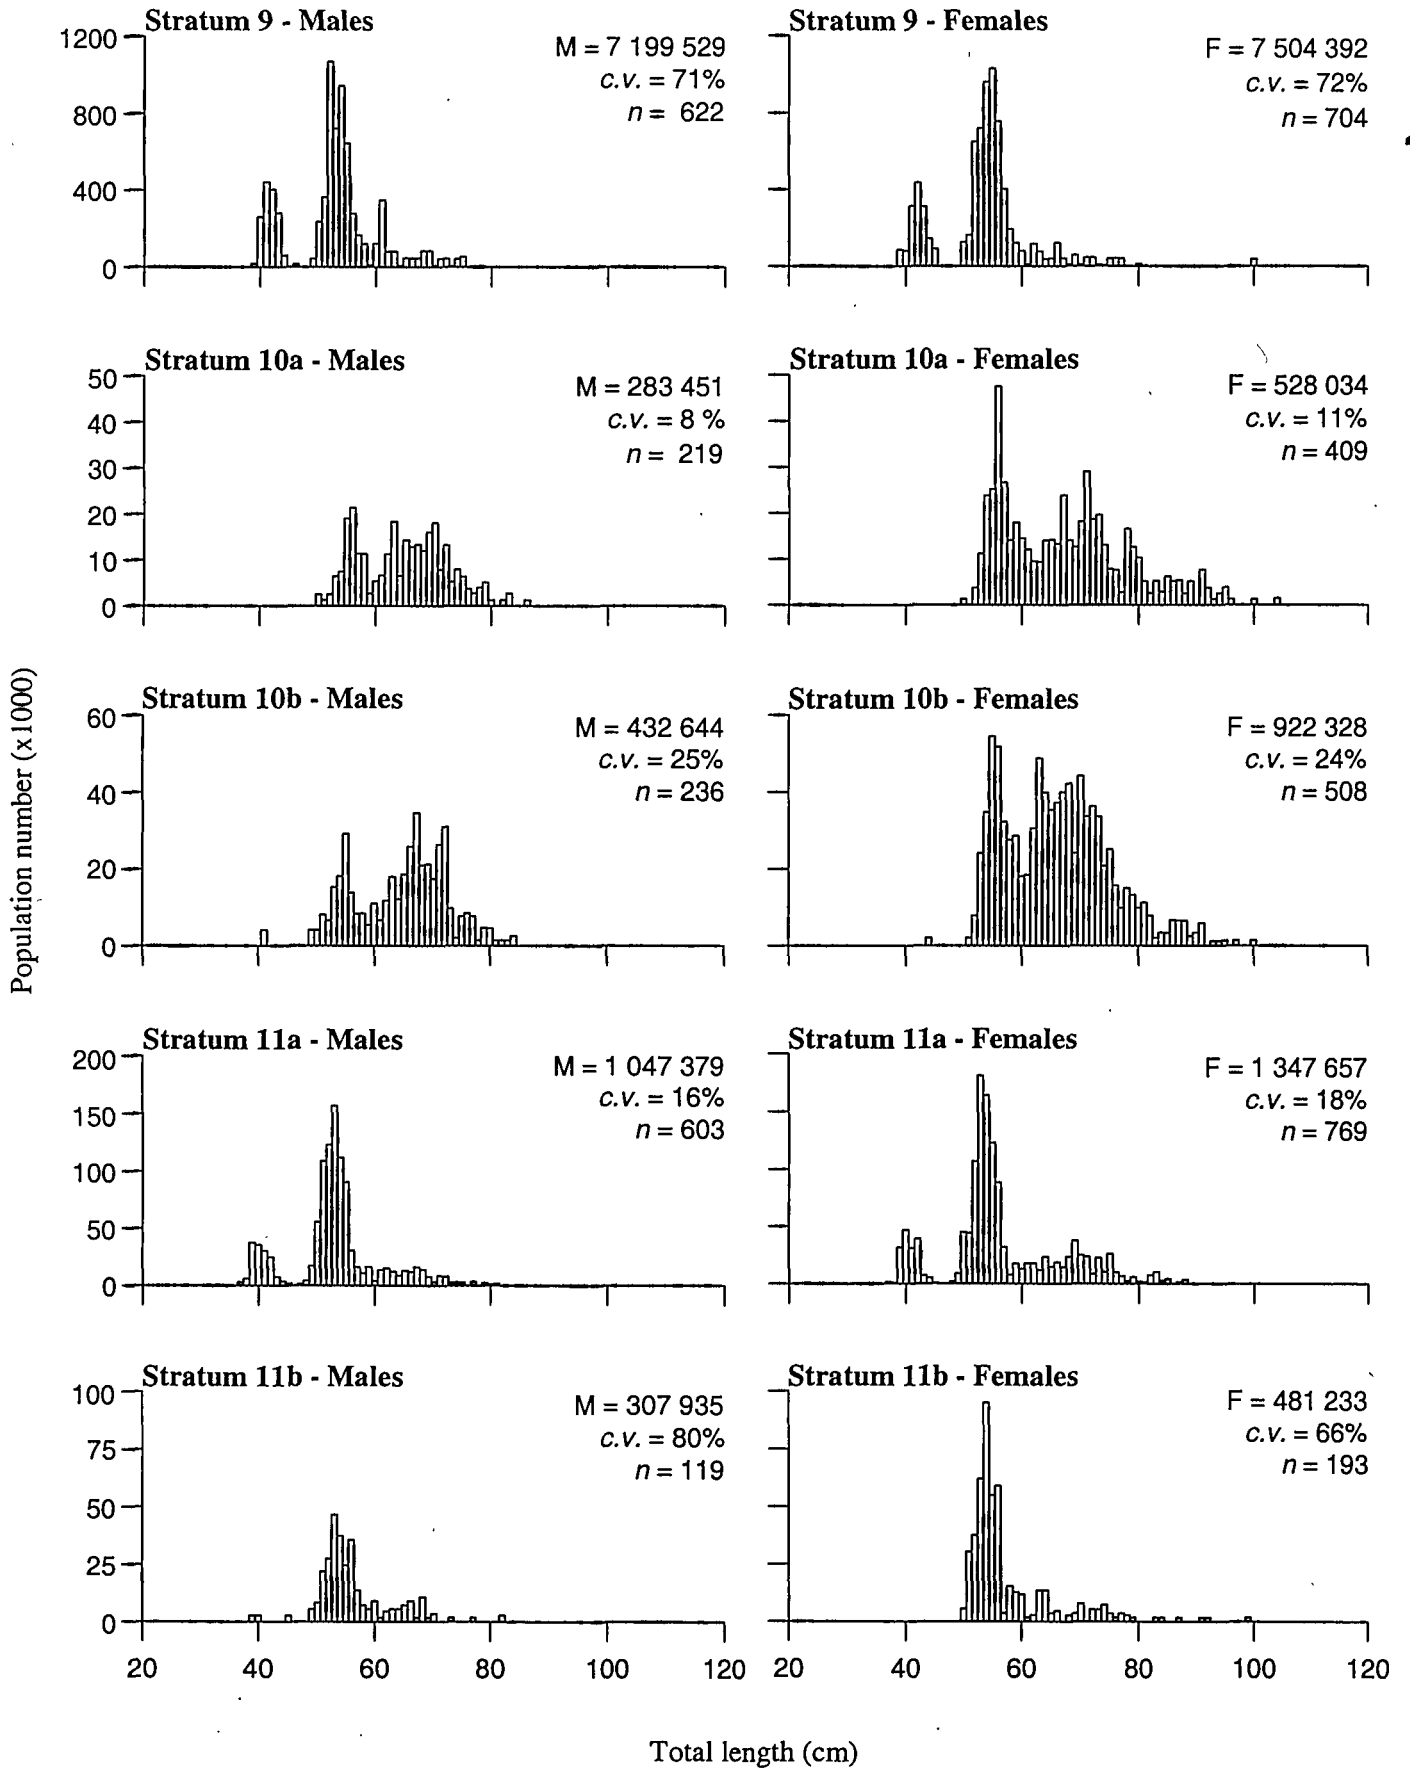 Stratum 9 - Males
M = 7 199 529
c.v. = 71%
n = 622
1200
800
400
0
Stratum 9 - Females
F = 7 504 392
c.v. = 72%
n = 704
Stratum 10a - Males
M = 283 451
c.v. = 8 %
n = 219
50
40
30
20
10
0
Stratum 10a - Females
F = 528 034
c.v. = 11%
n = 409
Stratum 10b - Males
M = 432 644
c.v. = 25%
n = 236
60
40
20
0
Stratum 10b - Females
F = 922 328
c.v. = 24%
n = 508
Population number (x1000)
Stratum 11a - Males
M = 1 047 379
c.v. = 16%
n = 603
200
150
100
50
0
Stratum 11a - Females
F = 1 347 657
c.v. = 18%
n = 769
Stratum 11b - Males
M = 307 935
c.v. = 80%
n = 119
100
75
50
25
0
Stratum 11b - Females
F = 481 233
c.v. = 66%
n = 193
20 40 60 80 100 120
20 40 60 80 100 120
Total length (cm)